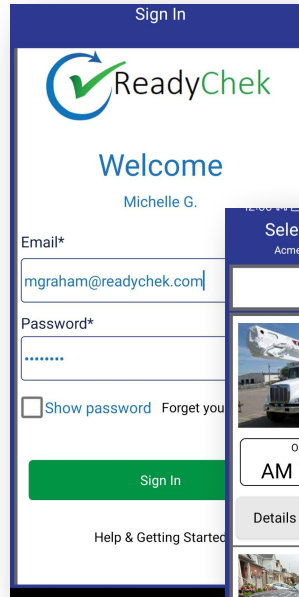 Sign In
ReadyChek
Welcome
Michelle G.
Email*
mgraham@readychek.com
Password*
••••••••
Show password Forget you
Sign In
Help & Getting Started
Sele
Acme
O
AM
Details